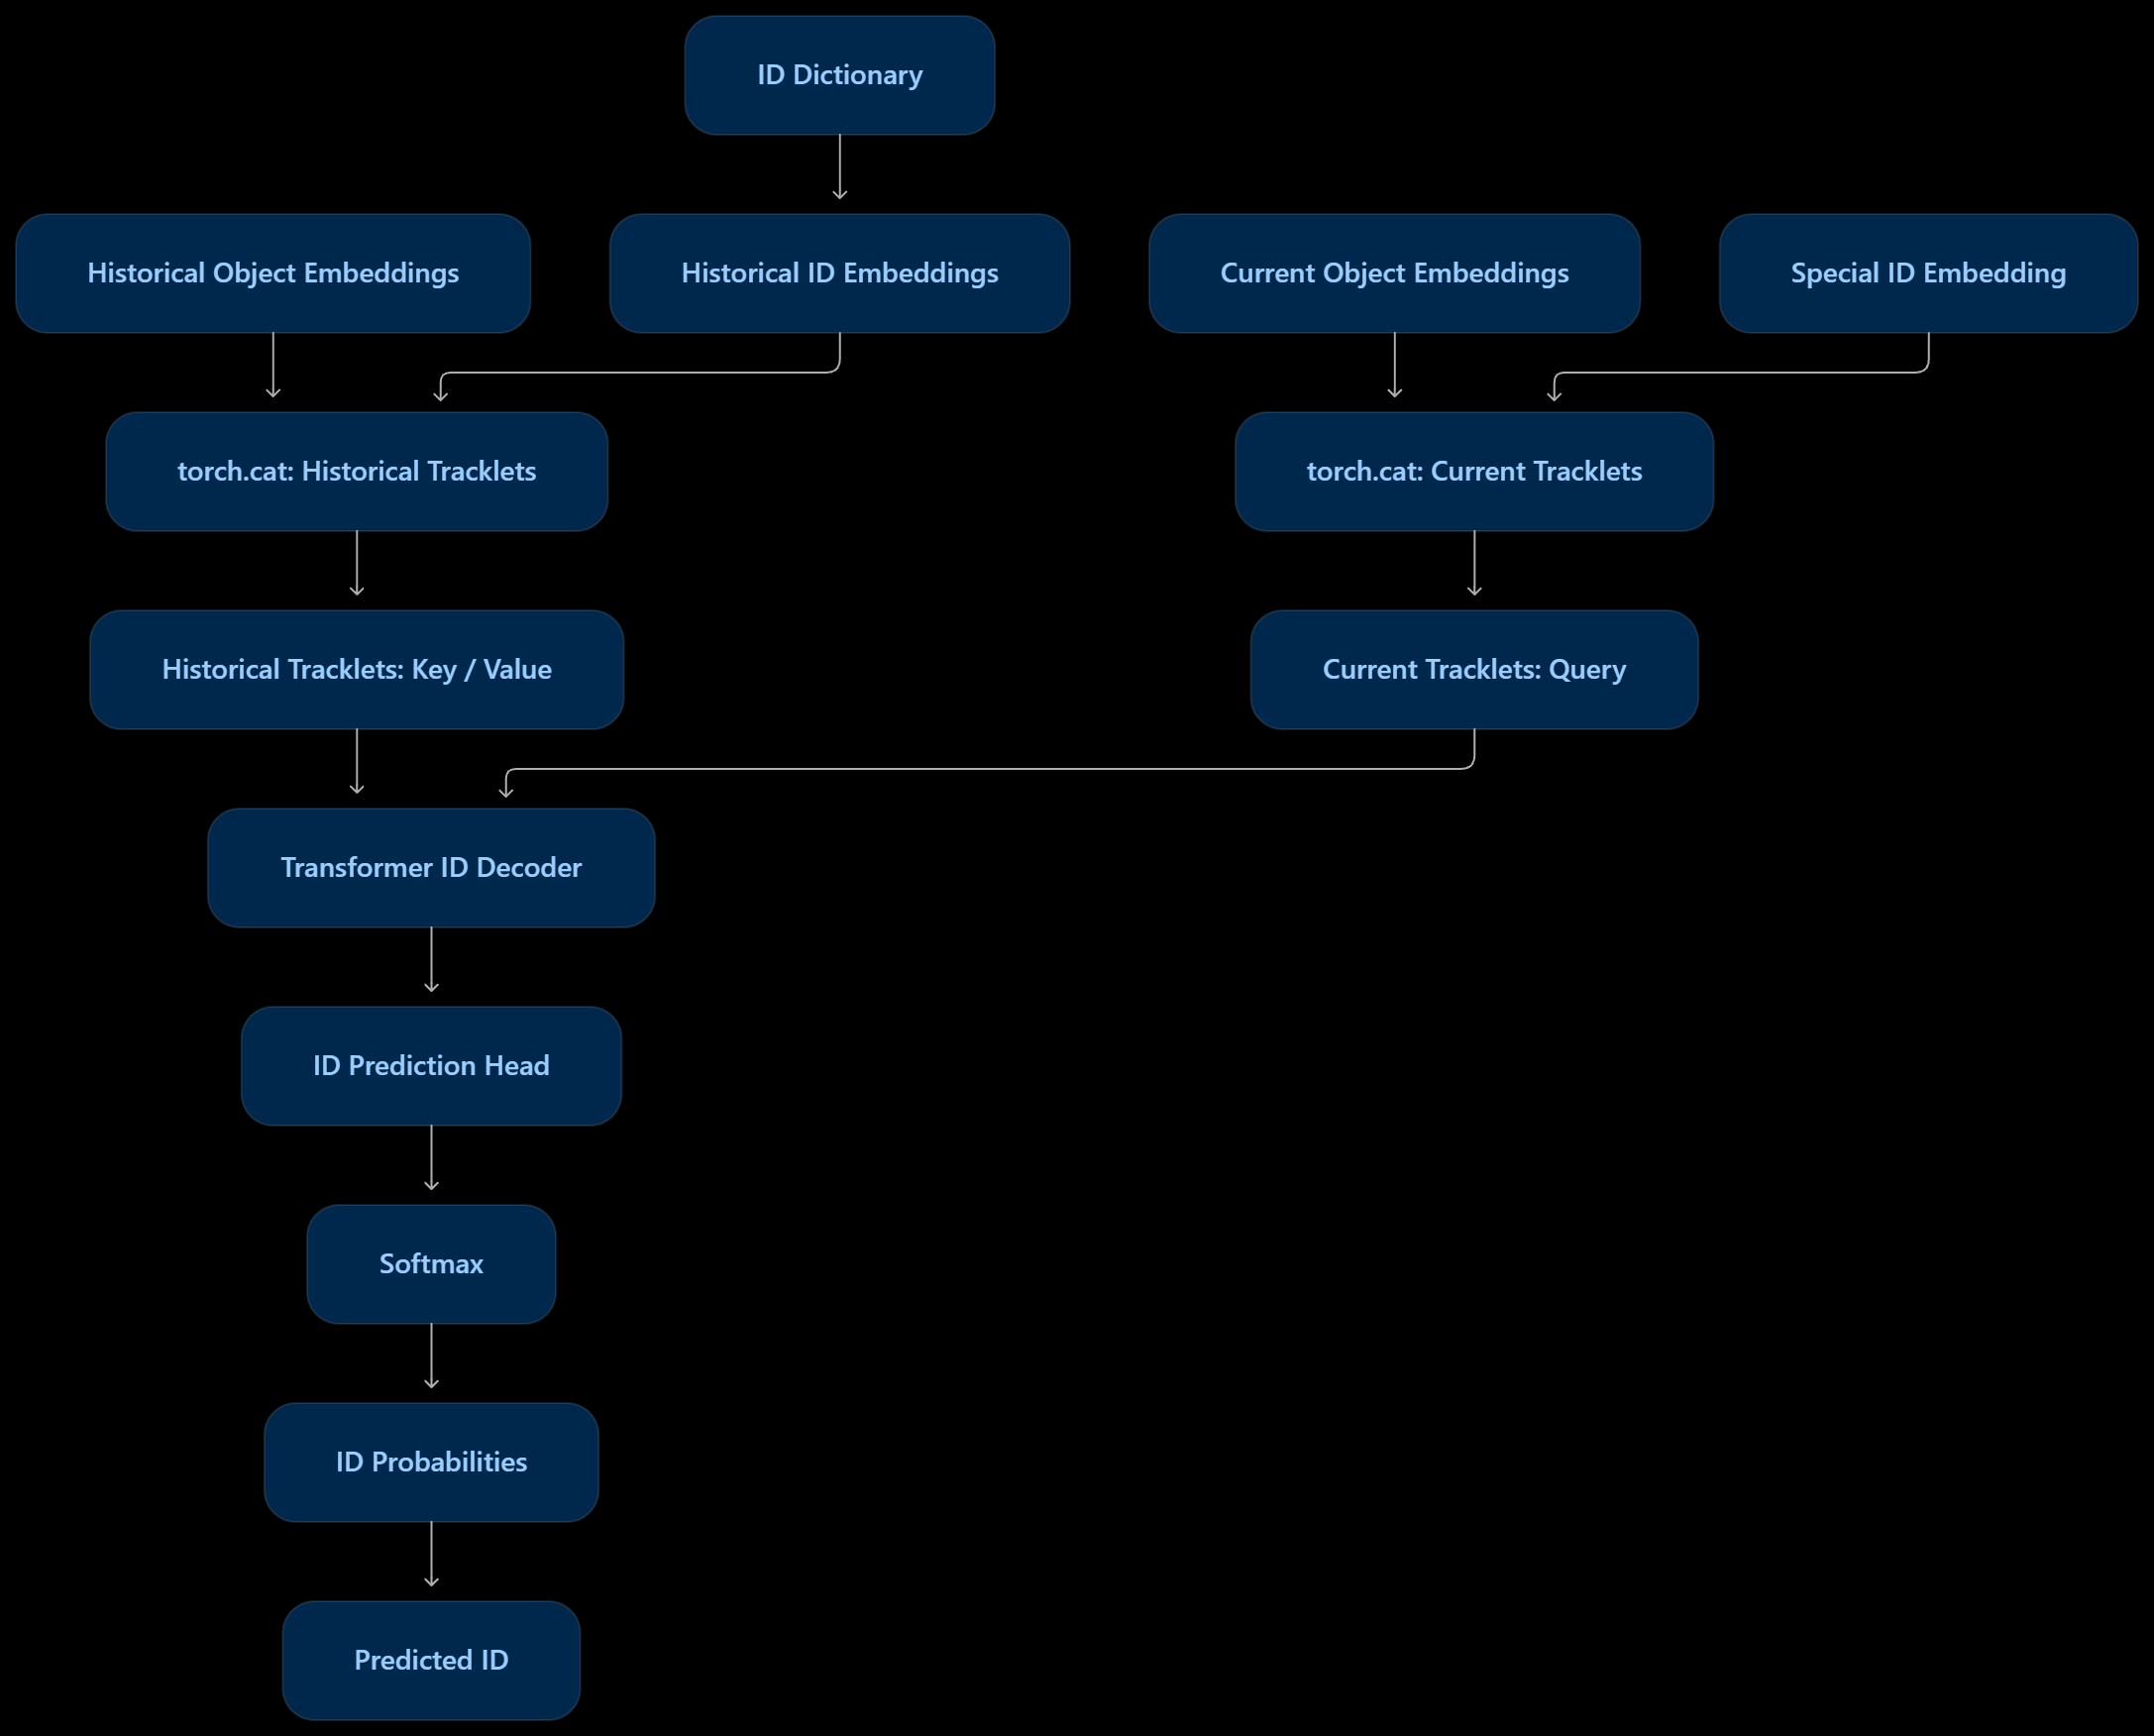 ID Dictionary
Historical Object Embeddings
Historical ID Embeddings
Current Object Embeddings
Special ID Embedding
torch.cat: Historical Tracklets
torch.cat: Current Tracklets
Historical Tracklets: Key / Value
Current Tracklets: Query
Transformer ID Decoder
ID Prediction Head
Softmax
ID Probabilities
Predicted ID